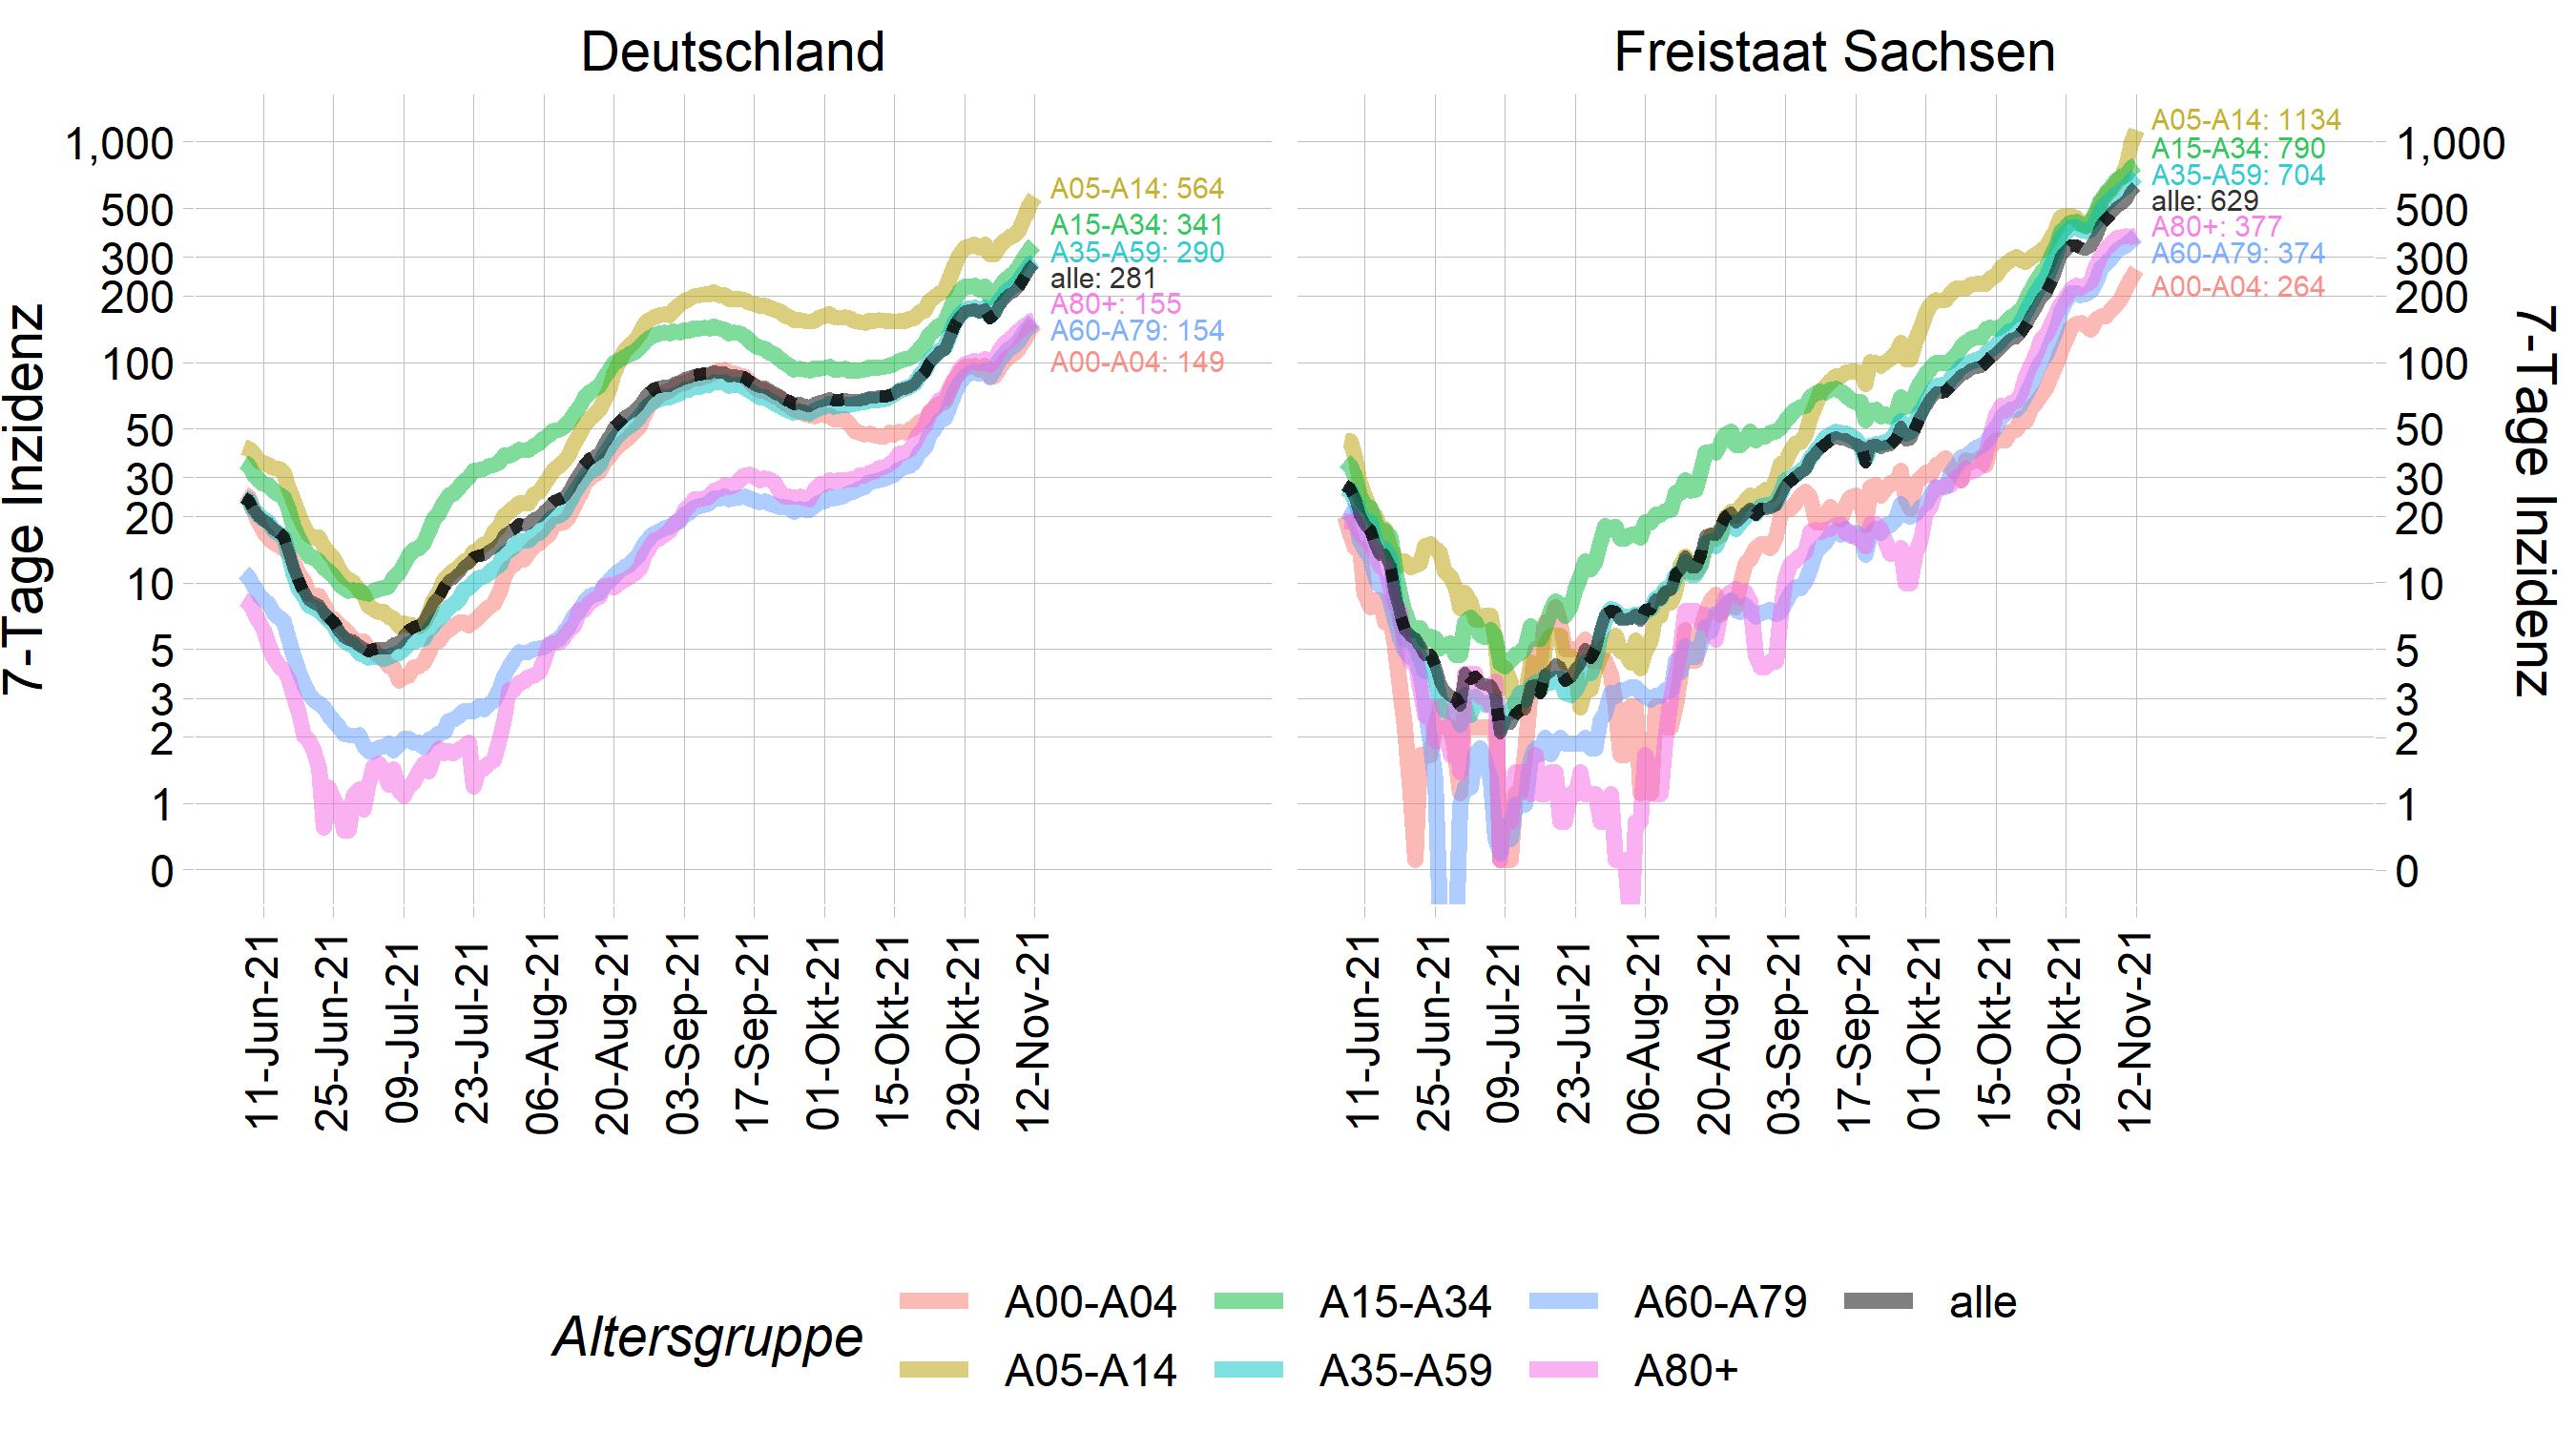 Deutschland
Freistaat Sachsen
7-Tage Inzidenz
1,000
500
300
200
100
50
30
20
10
5
3
2
1
0
A05-A14: 564
A15-A34: 341
A35-A59: 290
alle: 281
A80+: 155
A60-A79: 154
A00-A04: 149
11-Jun-21
25-Jun-21
09-Jul-21
23-Jul-21
06-Aug-21
20-Aug-21
03-Sep-21
17-Sep-21
01-Okt-21
15-Okt-21
29-Okt-21
12-Nov-21
A05-A14: 1134
A15-A34: 790
A35-A59: 704
alle: 629
A80+: 377
A60-A79: 374
A00-A04: 264
1,000
500
300
200
100
50
30
20
10
5
3
2
1
0
7-Tage Inzidenz
11-Jun-21
25-Jun-21
09-Jul-21
23-Jul-21
06-Aug-21
20-Aug-21
03-Sep-21
17-Sep-21
01-Okt-21
15-Okt-21
29-Okt-21
12-Nov-21
Altersgruppe
A00-A04
A15-A34
A60-A79
alle
A05-A14
A35-A59
A80+